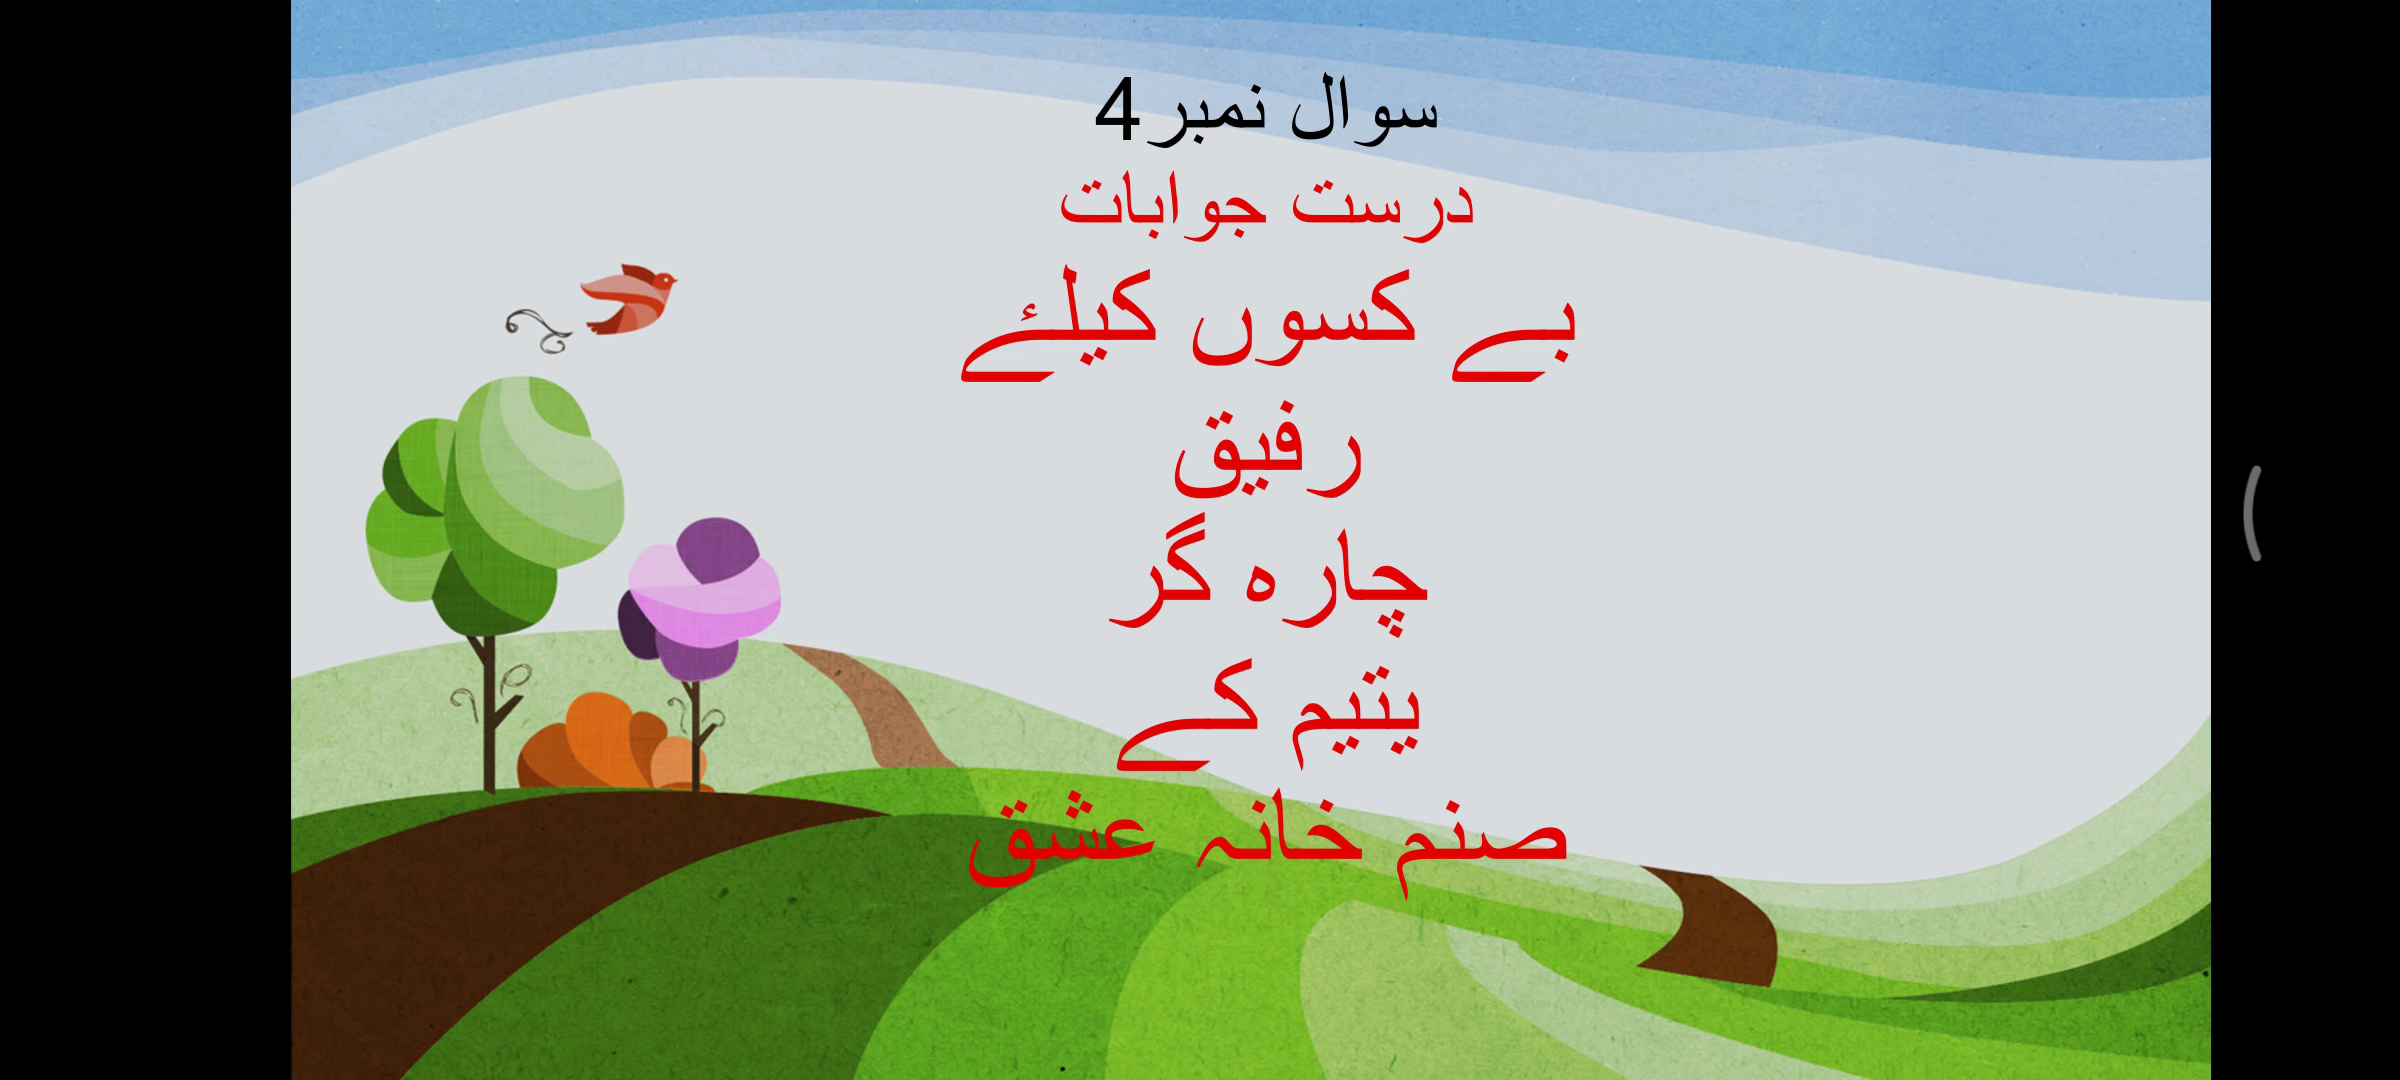 سوال نمبر4
درست جوابات
بے کسوں کیلئے
رفیق
چارہ گر
یتیم کے
صنم خانہ عشق